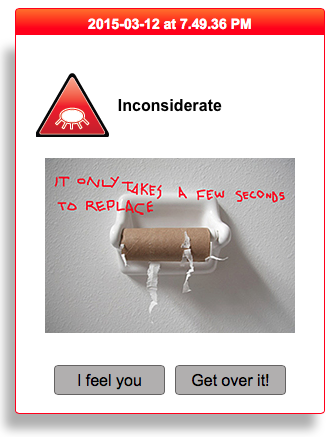 2015-03-12 at 7.49.36 PM
Inconsiderate
IT ONLY TAKES A FEW SECONDS
TO REPLACE
I feel you
Get over it!